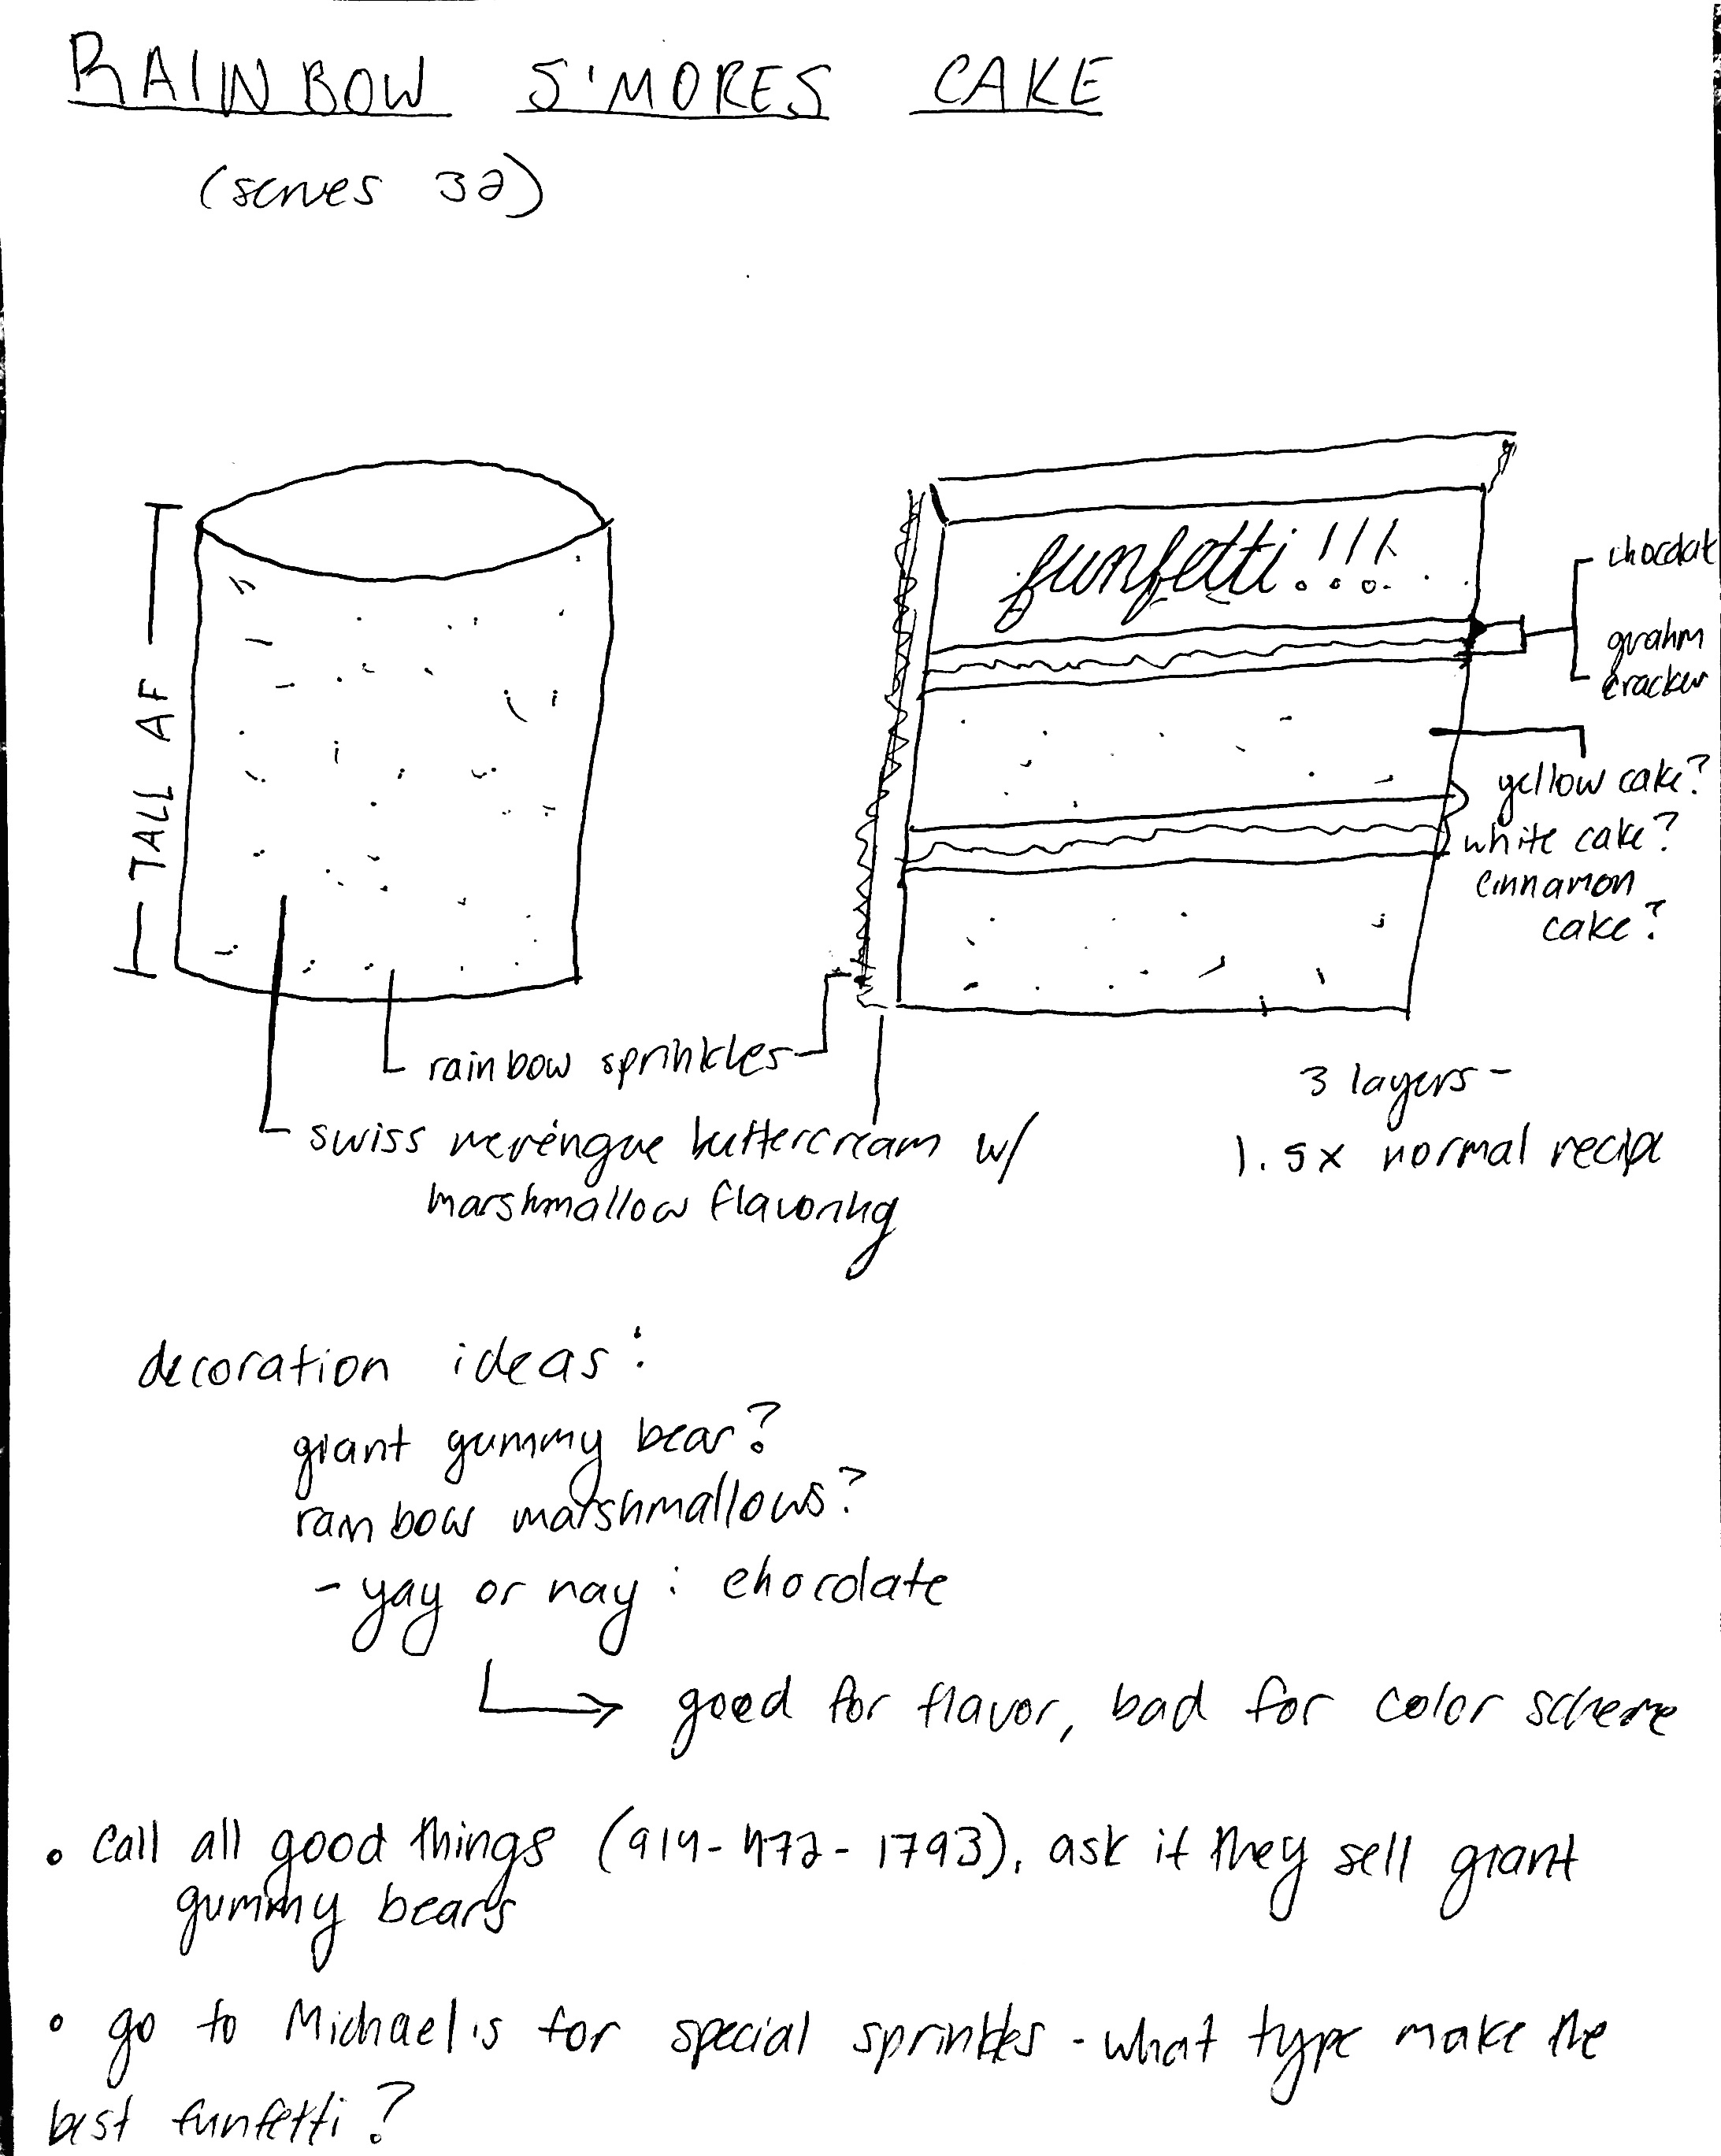 RAINBOW S'MORES CAKE
(serves 32)
TALL AF
funfetti!!!
chocolate
grahm
cracker
yellow cake?
white cake?
cinnamon
cake?
rainbow sprinkles
swiss merengue buttercream w/
marshmallow flavoring
3 layers -
1.5x normal recipe
decoration ideas:
giant gummy bear?
rainbow marshmallows?
- yay or nay: chocolate
good for flavor, bad for color scheme
• call all good things (914-472-1793), ask if they sell giant
gummy bears
• go to Michael's for special sprinkles - what type make the
best funfetti?